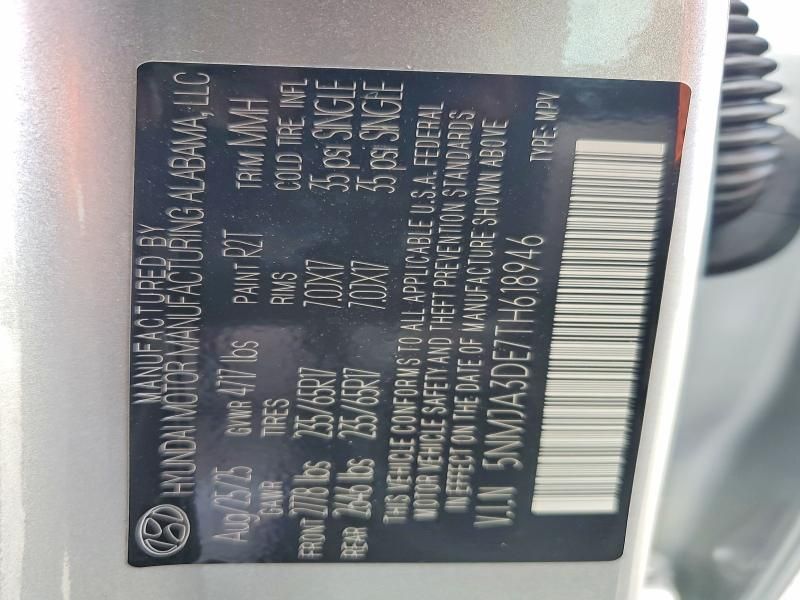 MANUFACTURED BY
HYUNDAI MOTOR MANUFACTURING ALABAMA, LLC
Aug/25/25 GVWR 4717 lbs PAINT R2T TRIM MMH
GAWR TIRES RIMS COLD TIRE. INFL
FRONT 2778 lbs 235/65R17 7.0JX17 35 psi SINGLE
REAR 2646 lbs 235/65R17 7.0JX17 35 psi SINGLE
THIS VEHICLE CONFORMS TO ALL APPLICABLE U.S.A. FEDERAL
MOTOR VEHICLE SAFETY AND THEFT PREVENTION STANDARDS
IN EFFECT ON THE DATE OF MANUFACTURE SHOWN ABOVE
V.I.N 5NMJA3DE7TH618946 TYPE: MPV